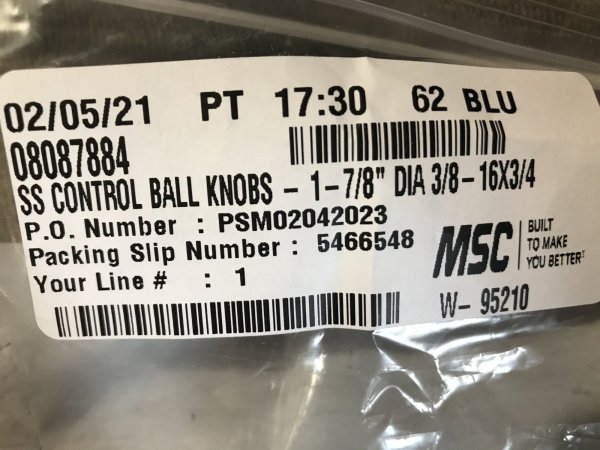 02/05/21 PT 17:30 62 BLU
08087884
SS CONTROL BALL KNOBS - 1-7/8" DIA 3/8-16X3/4
P.O. Number : PSM02042023
Packing Slip Number : 5466548
Your Line # : 1
MSC
BUILT
TO MAKE
YOU BETTER™
W- 95210